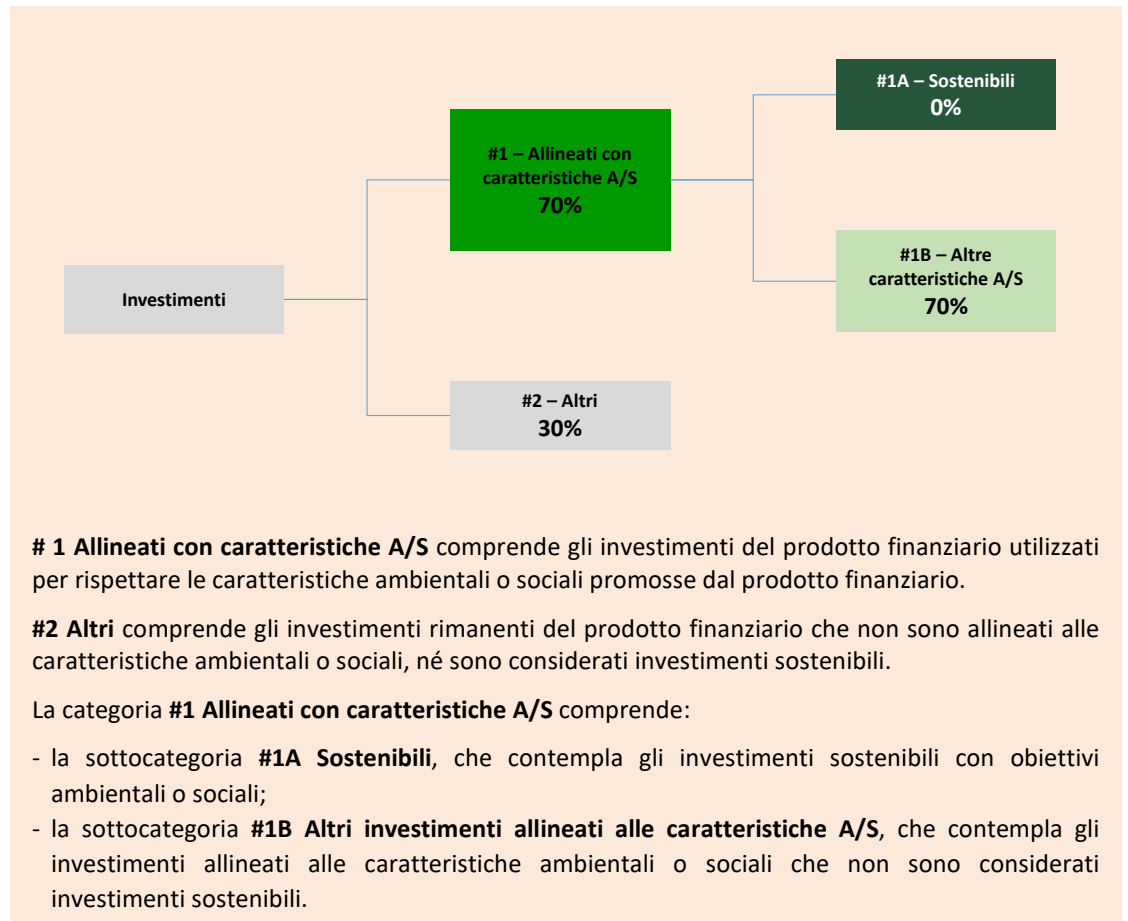 #1A – Sostenibili
0%
#1 – Allineati con
caratteristiche A/S
70%
#1B – Altre
caratteristiche A/S
70%
Investimenti
#2 – Altri
30%
# 1 Allineati con caratteristiche A/S comprende gli investimenti del prodotto finanziario utilizzati
per rispettare le caratteristiche ambientali o sociali promosse dal prodotto finanziario.
#2 Altri comprende gli investimenti rimanenti del prodotto finanziario che non sono allineati alle
caratteristiche ambientali o sociali, né sono considerati investimenti sostenibili.
La categoria #1 Allineati con caratteristiche A/S comprende:
- la sottocategoria #1A Sostenibili, che contempla gli investimenti sostenibili con obiettivi
ambientali o sociali;
- la sottocategoria #1B Altri investimenti allineati alle caratteristiche A/S, che contempla gli
investimenti allineati alle caratteristiche ambientali o sociali che non sono considerati
investimenti sostenibili.